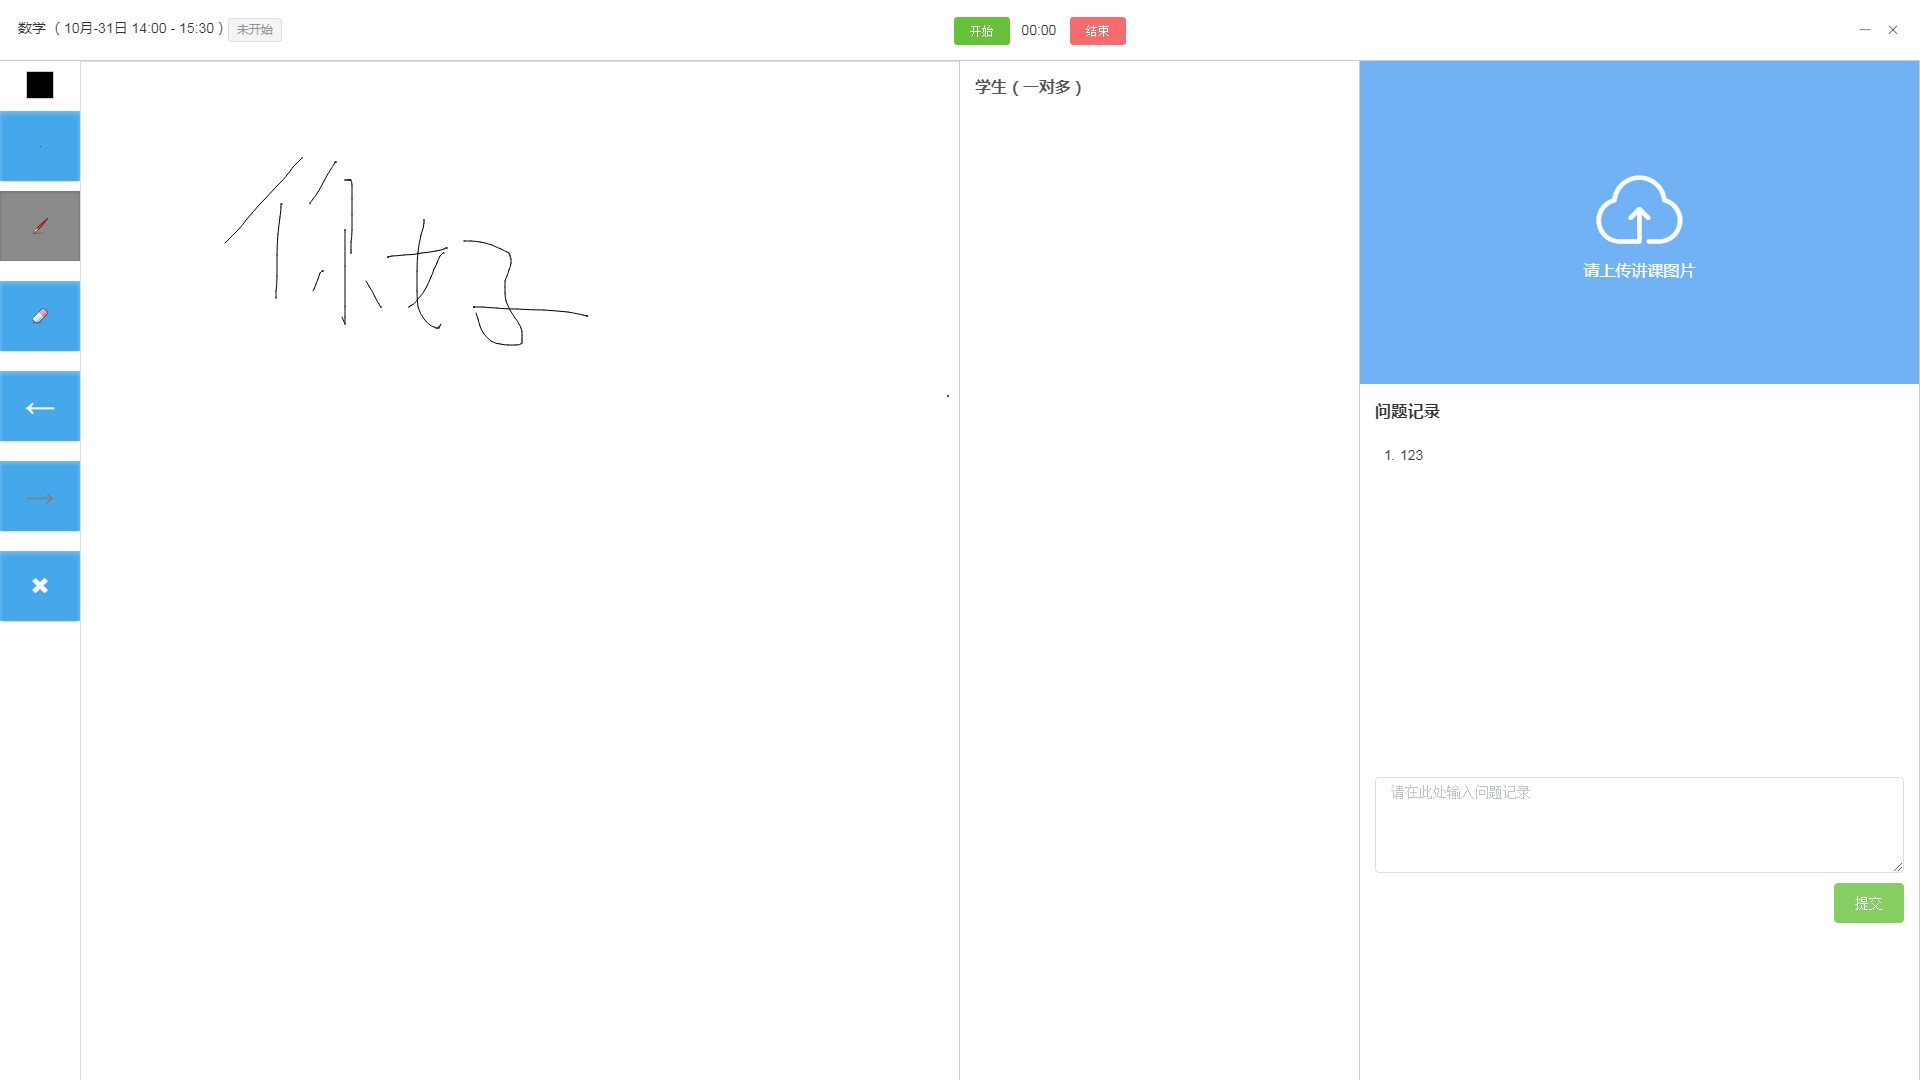 数学 ( 10月-31日 14:00 - 15:30 ) 未开始
开始 00:00 结束
学生 ( 一对多 )
你好
请上传讲课图片
问题记录
1. 123
请在此处输入问题记录
提交